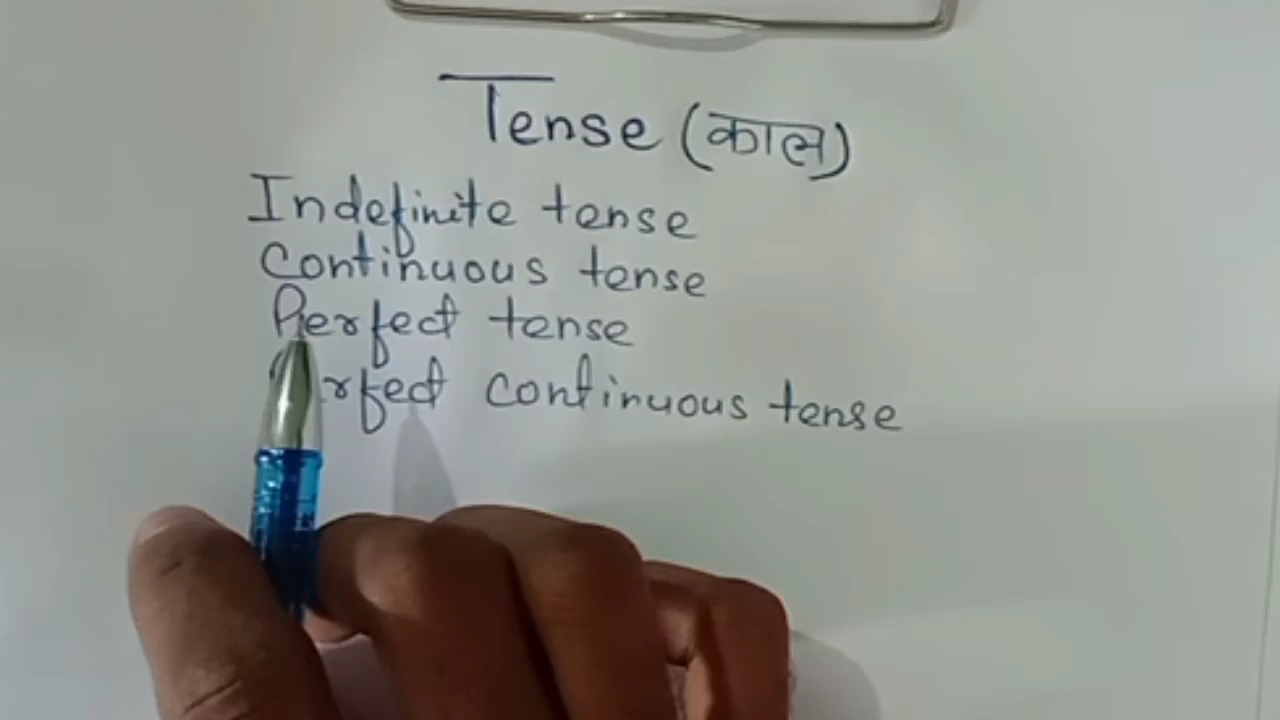 Tense (काल)
Indefinite tense
Continuous tense
Perfect tense
continuous tense